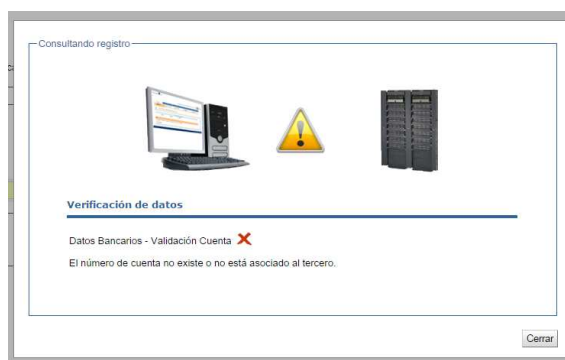 Consultando registro
Verificación de datos
Datos Bancarios - Validación Cuenta
El número de cuenta no existe o no está asociado al tercero.
Cerrar